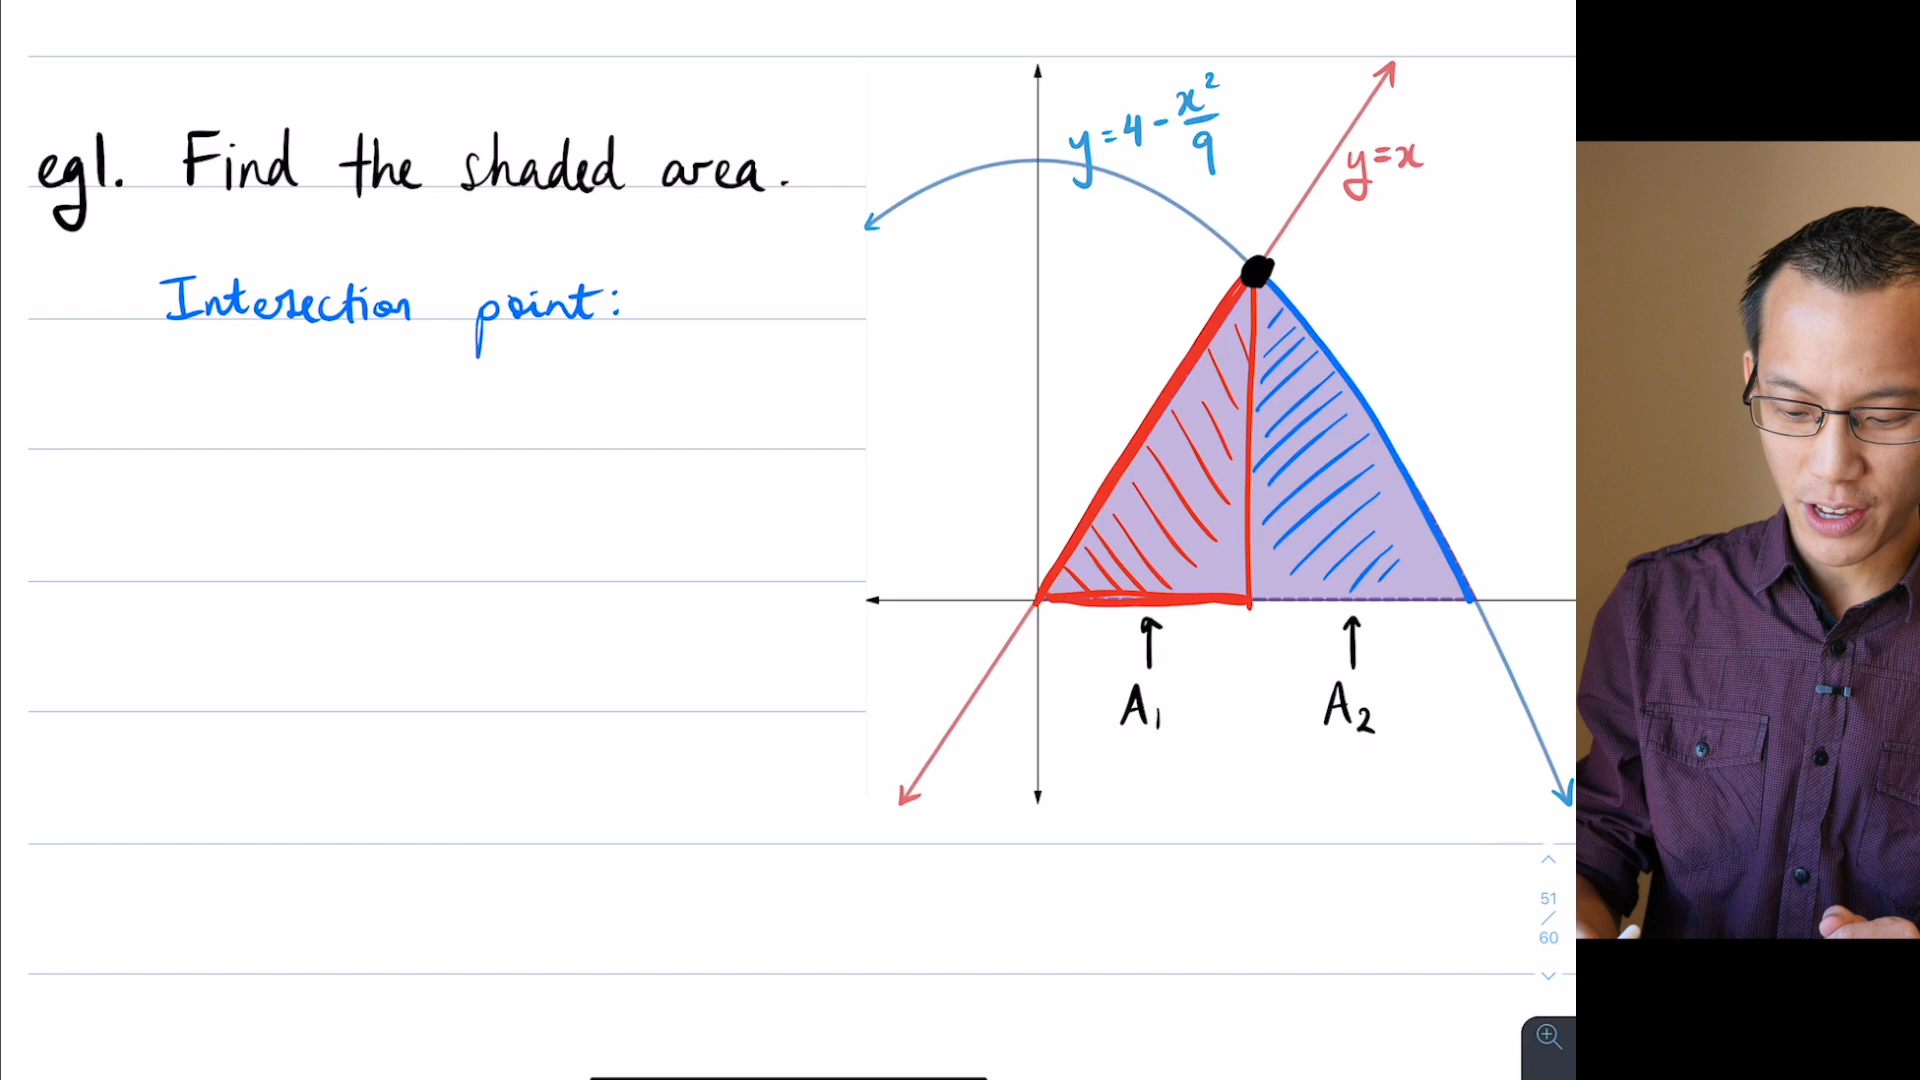 eg1. Find the shaded area.
Intersection point:
y=4-x²/9
y=x
A₁
A₂
51
/
60